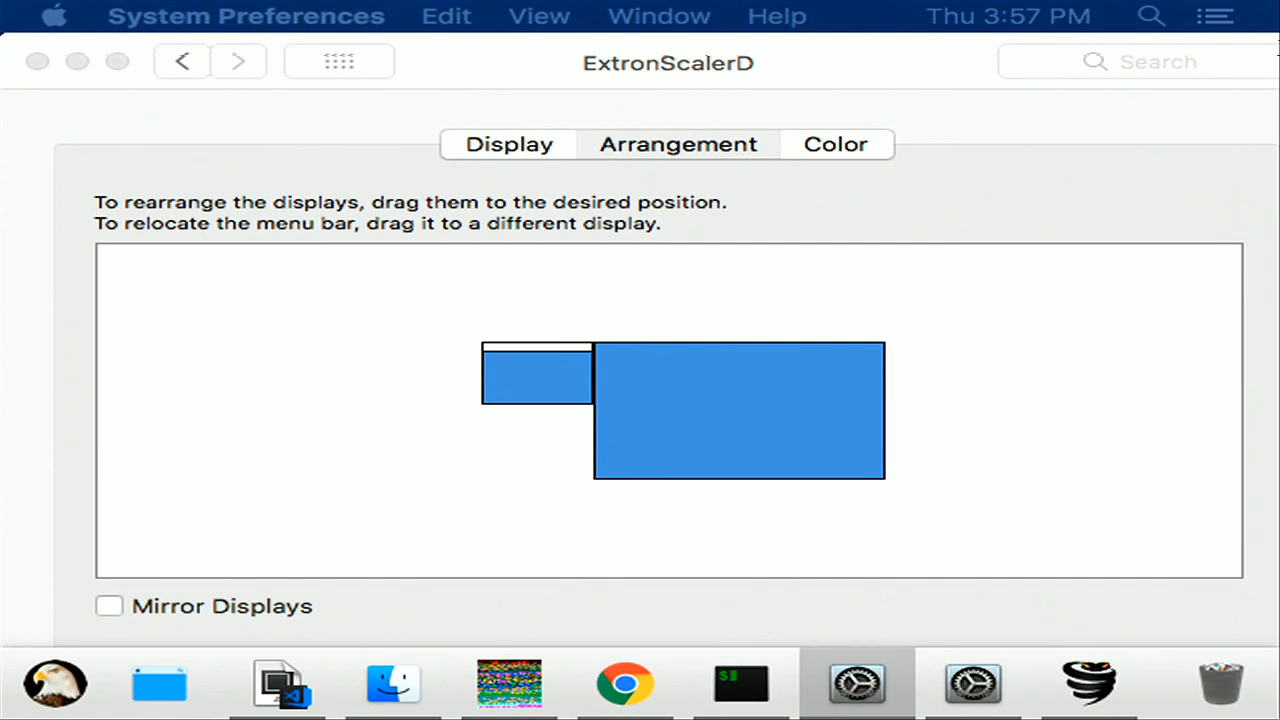 System Preferences Edit View Window Help Thu 3:57 PM
ExtronScalerD
Search
Display Arrangement Color
To rearrange the displays, drag them to the desired position.
To relocate the menu bar, drag it to a different display.
Mirror Displays
$